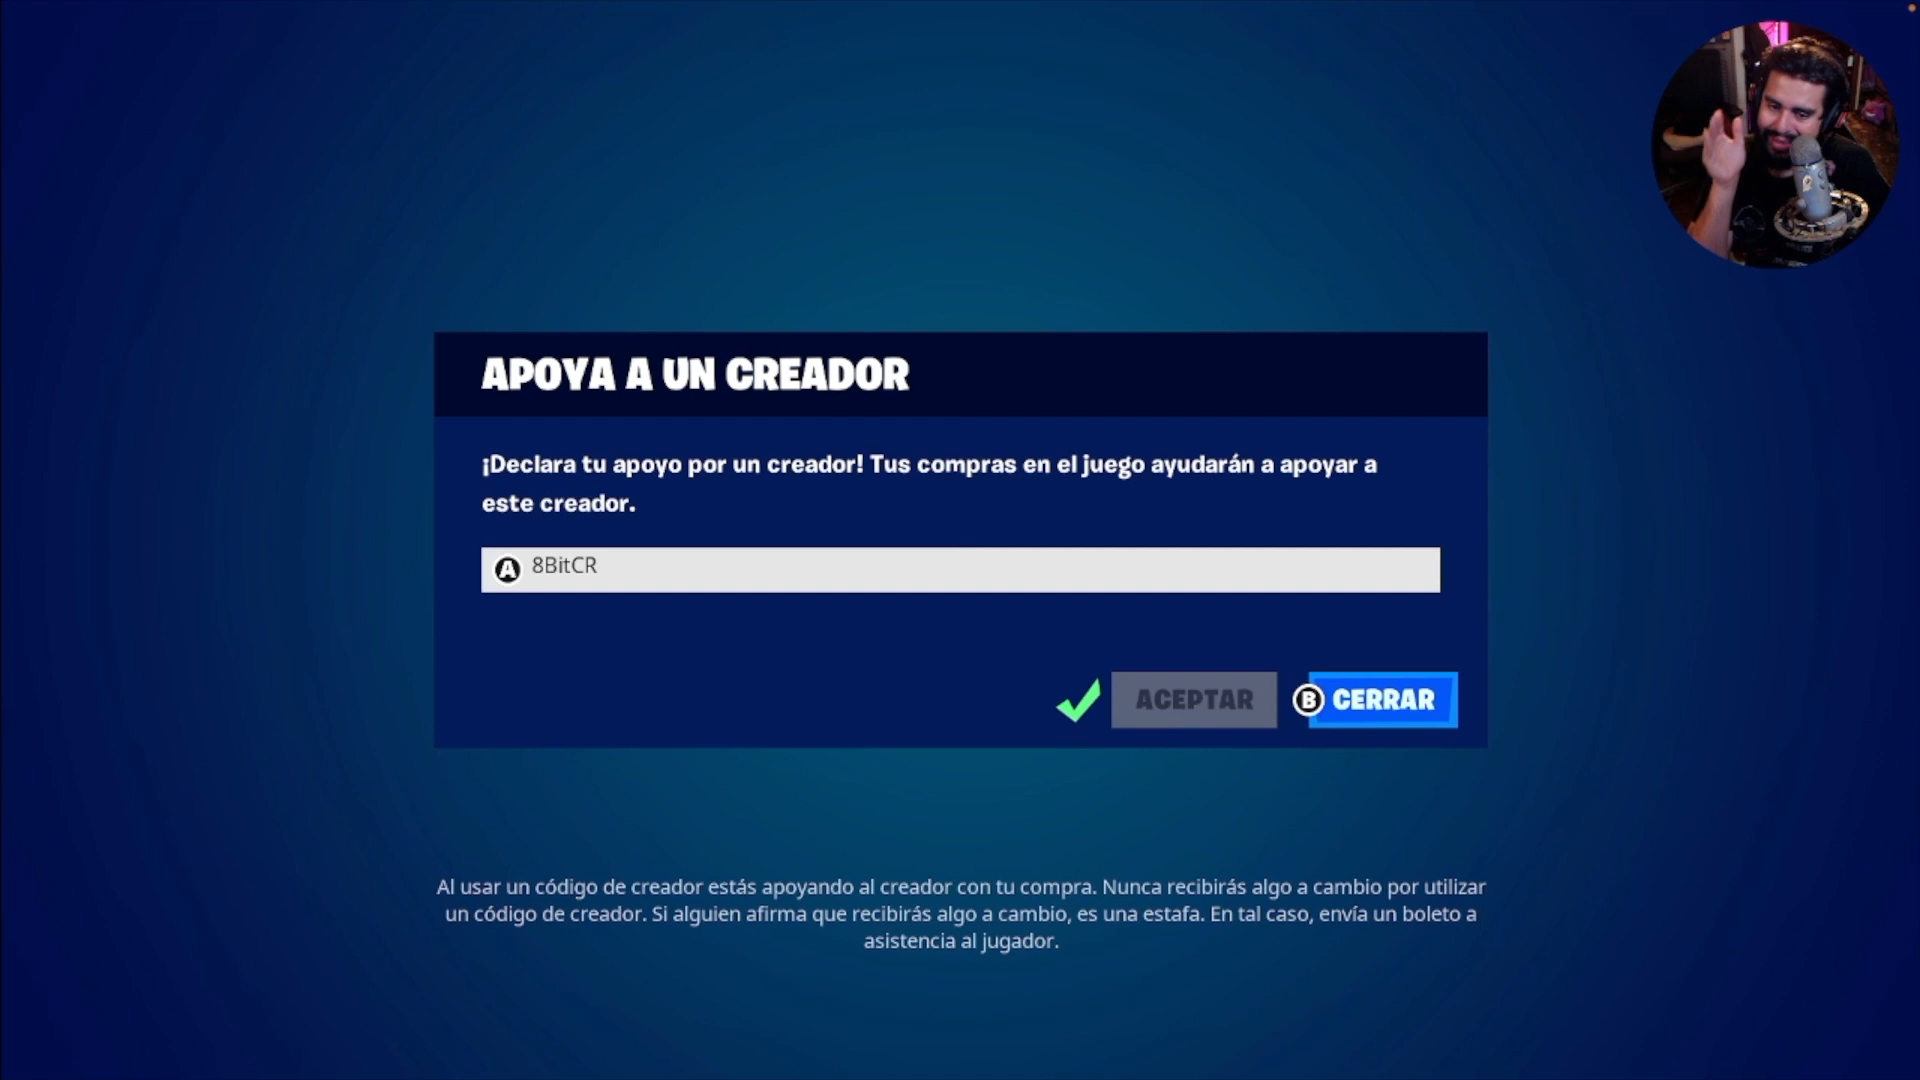 APOYA A UN CREADOR
¡Declara tu apoyo por un creador! Tus compras en el juego ayudarán a apoyar a
este creador.
A 8BitCR
ACEPTAR
B CERRAR
Al usar un código de creador estás apoyando al creador con tu compra. Nunca recibirás algo a cambio por utilizar
un código de creador. Si alguien afirma que recibirás algo a cambio, es una estafa. En tal caso, envía un boleto a
asistencia al jugador.